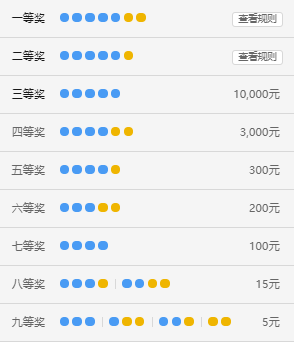 一等奖 查看规则
二等奖 查看规则
三等奖 10,000元
四等奖 3,000元
五等奖 300元
六等奖 200元
七等奖 100元
八等奖 15元
九等奖 5元